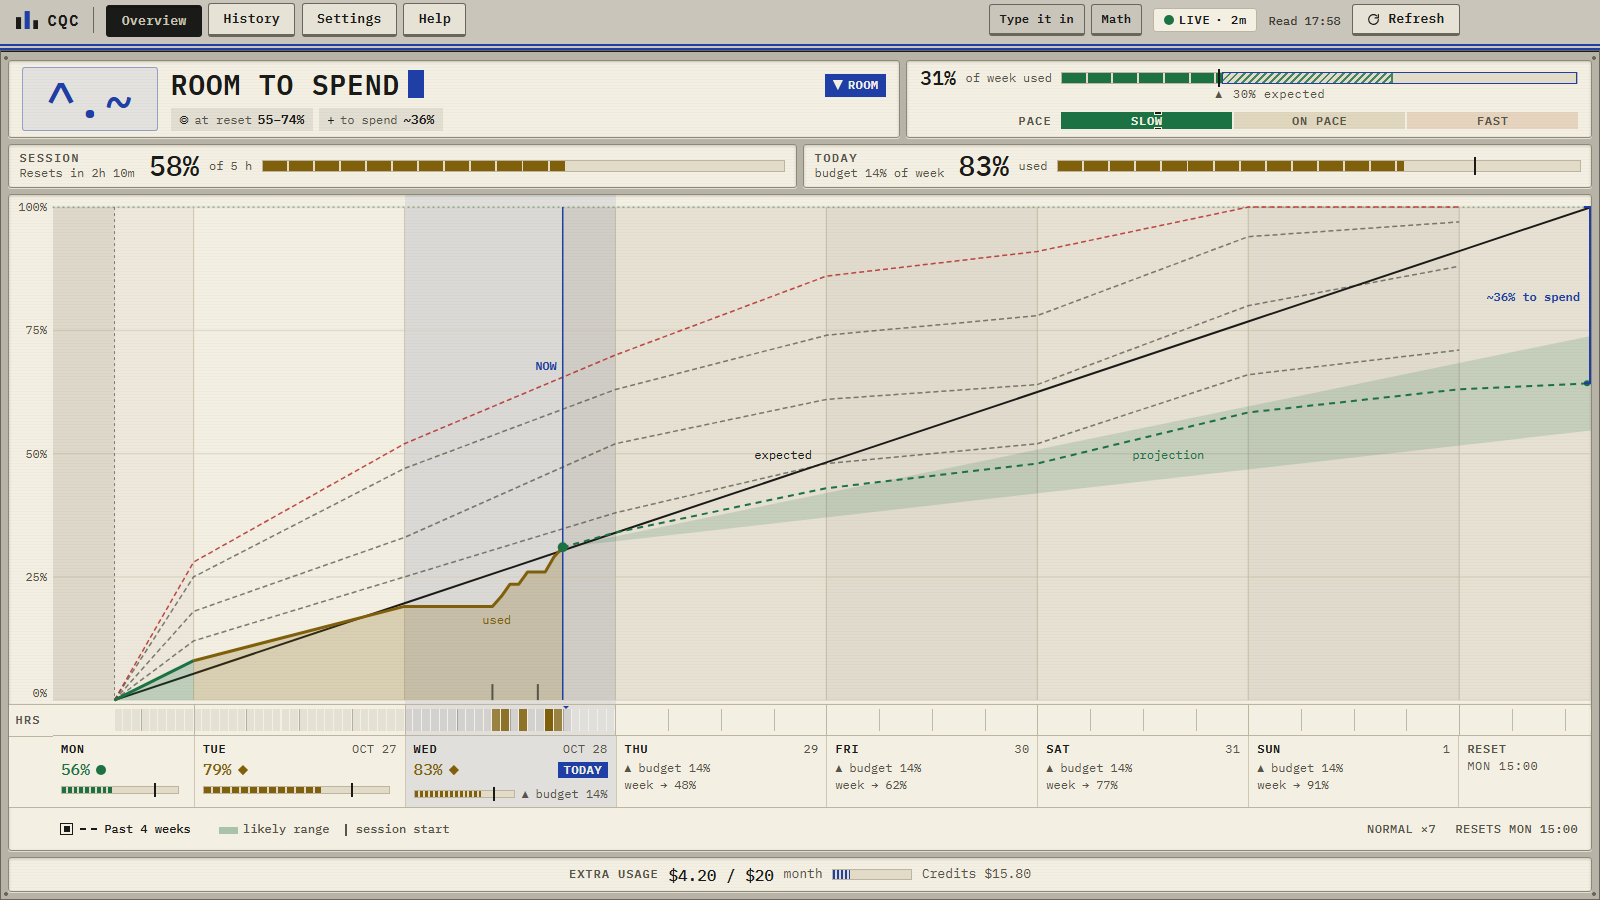 CQC Overview History Settings Help Type it in Math LIVE · 2m Read 17:58 Refresh
^.~ ROOM TO SPEND ▼ ROOM
◎ at reset 55–74% + to spend ~36%
31% of week used
▲ 30% expected
PACE SLOW ON PACE FAST
SESSION
Resets in 2h 10m
58% of 5 h
TODAY
budget 14% of week
83% used
100%
75%
50%
25%
0%
~36% to spend
NOW
expected
projection
used
HRS
MON
56%
TUE OCT 27
79%
WED OCT 28
83% TODAY
▲ budget 14%
THU 29
▲ budget 14%
week → 48%
FRI 30
▲ budget 14%
week → 62%
SAT 31
▲ budget 14%
week → 77%
SUN 1
▲ budget 14%
week → 91%
RESET
MON 15:00
Past 4 weeks likely range session start NORMAL ×7 RESETS MON 15:00
EXTRA USAGE $4.20 / $20 month Credits $15.80